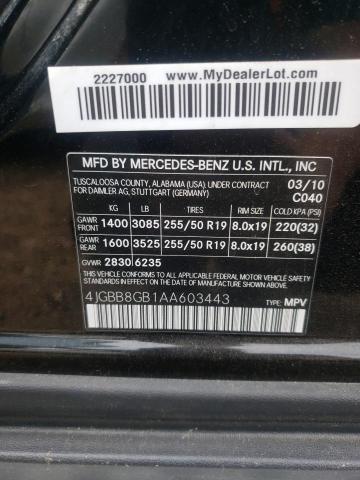 2227000 www.MyDealerLot.com
MFD BY MERCEDES-BENZ U.S. INTL., INC
TUSCALOOSA COUNTY, ALABAMA (USA), UNDER CONTRACT 03/10
FOR DAIMLER AG, STUTTGART (GERMANY) C040
KG LB TIRES RIM SIZE COLD KPA (PSI)
GAWR FRONT 1400 3085 255/50 R19 8.0x19 220(32)
GAWR REAR 1600 3525 255/50 R19 8.0x19 260(38)
GVWR 2830 6235
THIS VEHICLE CONFORMS TO ALL APPLICABLE FEDERAL MOTOR VEHICLE
SAFETY STANDARDS IN EFFECT ON THE DATE OF MANUFACTURE SHOWN ABOVE.
4JGBB8GB1AA603443 TYPE: MPV